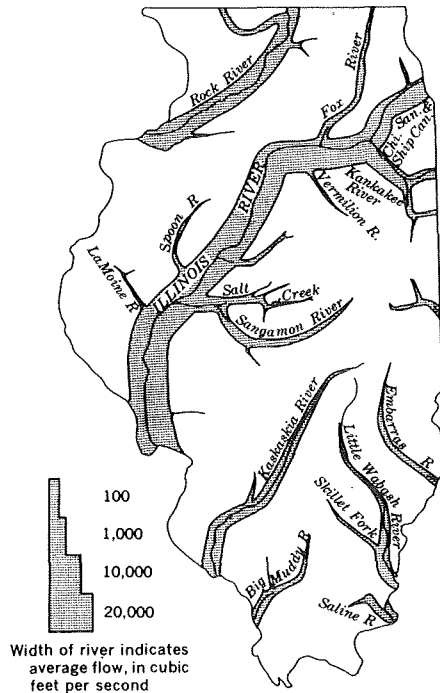 Rock River
Fox
River
Chi. San. &
Ship Can.
Kankakee
River
Vermilion R.
ILLINOIS RIVER
Spoon R
LaMoine R
Salt
Creek
Sangamon River
Kaskaskia River
Embarras R
Little Wabash River
Skillet Fork
Big Muddy R
Saline R.
100
1,000
10,000
20,000
Width of river indicates
average flow, in cubic
feet per second